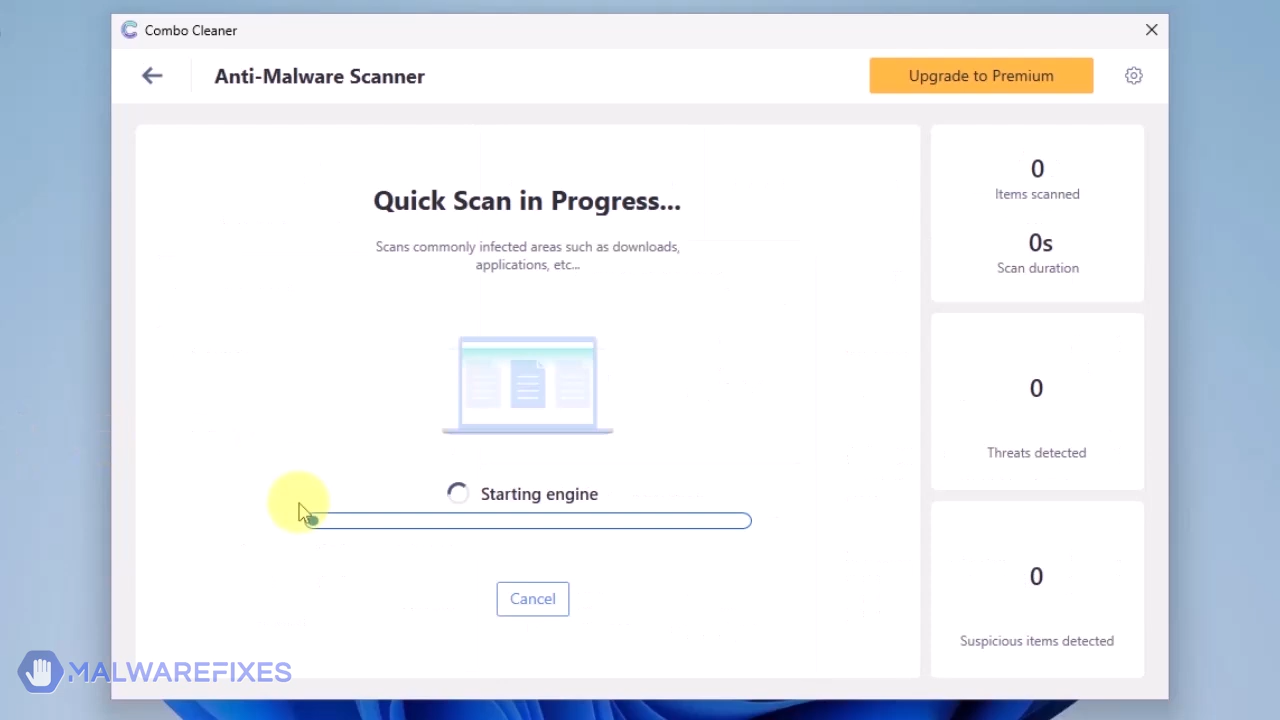 Combo Cleaner
Anti-Malware Scanner
Upgrade to Premium
Quick Scan in Progress...
Scans commonly infected areas such as downloads,
applications, etc...
Starting engine
Cancel
0
Items scanned
0s
Scan duration
0
Threats detected
0
Suspicious items detected
MALWAREFIXES